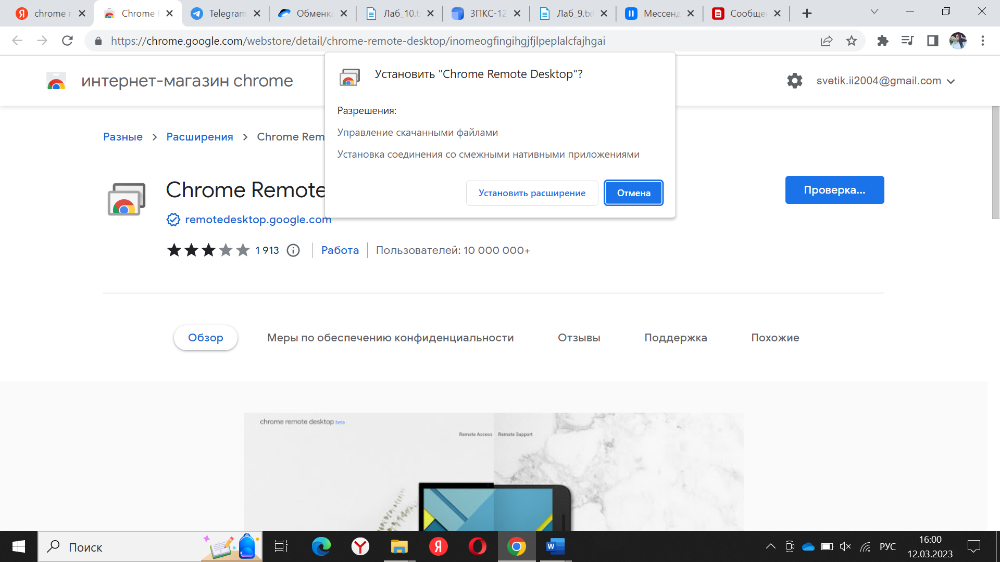 chrome r
Chrome
Telegram
Обменка
Лаб_10.t
ЗПКС-12
Лаб_9.txt
Мессенд
Сообще
https://chrome.google.com/webstore/detail/chrome-remote-desktop/inomeogfingihgjfjlpeplalcfajhgai
интернет-магазин chrome
svetik.ii2004@gmail.com
Установить "Chrome Remote Desktop"?
Разрешения:
Управление скачанными файлами
Установка соединения со смежными нативными приложениями
Установить расширение
Отмена
Разные
Расширения
Chrome Rem
Chrome Remote
Проверка...
remotedesktop.google.com
1 913
Работа
Пользователей: 10 000 000+
Обзор
Меры по обеспечению конфиденциальности
Отзывы
Поддержка
Похожие
chrome remote desktop beta
Remote Access
Remote Support
Поиск
РУС
16:00
12.03.2023